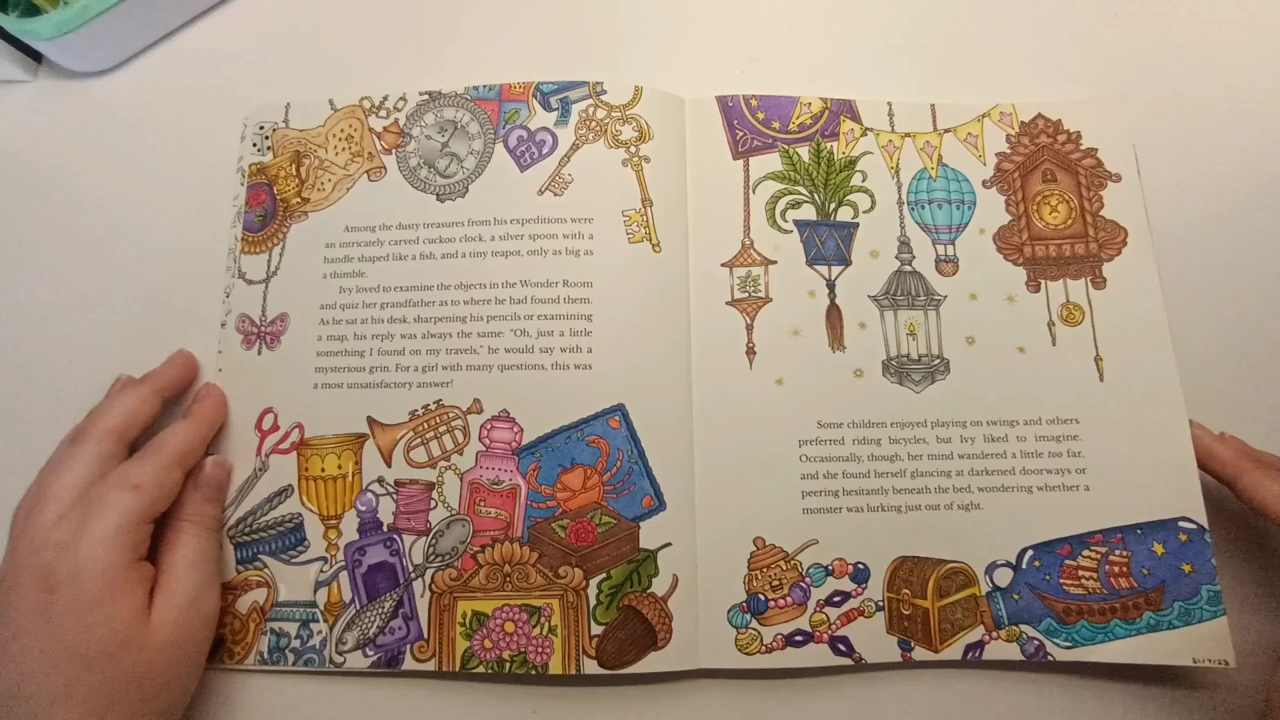 Among the dusty treasures from his expeditions were
an intricately carved cuckoo clock, a silver spoon with a
handle shaped like a fish, and a tiny teapot, only as big as
a thimble.
Ivy loved to examine the objects in the Wonder Room
and quiz her grandfather as to where he had found them.
As he sat at his desk, sharpening his pencils or examining
a map, his reply was always the same: “Oh, just a little
something I found on my travels,” he would say with a
mysterious grin. For a girl with many questions, this was
a most unsatisfactory answer!
Some children enjoyed playing on swings and others
preferred riding bicycles, but Ivy liked to imagine.
Occasionally, though, her mind wandered a little too far,
and she found herself glancing at darkened doorways or
peering hesitantly beneath the bed, wondering whether a
monster was lurking just out of sight.